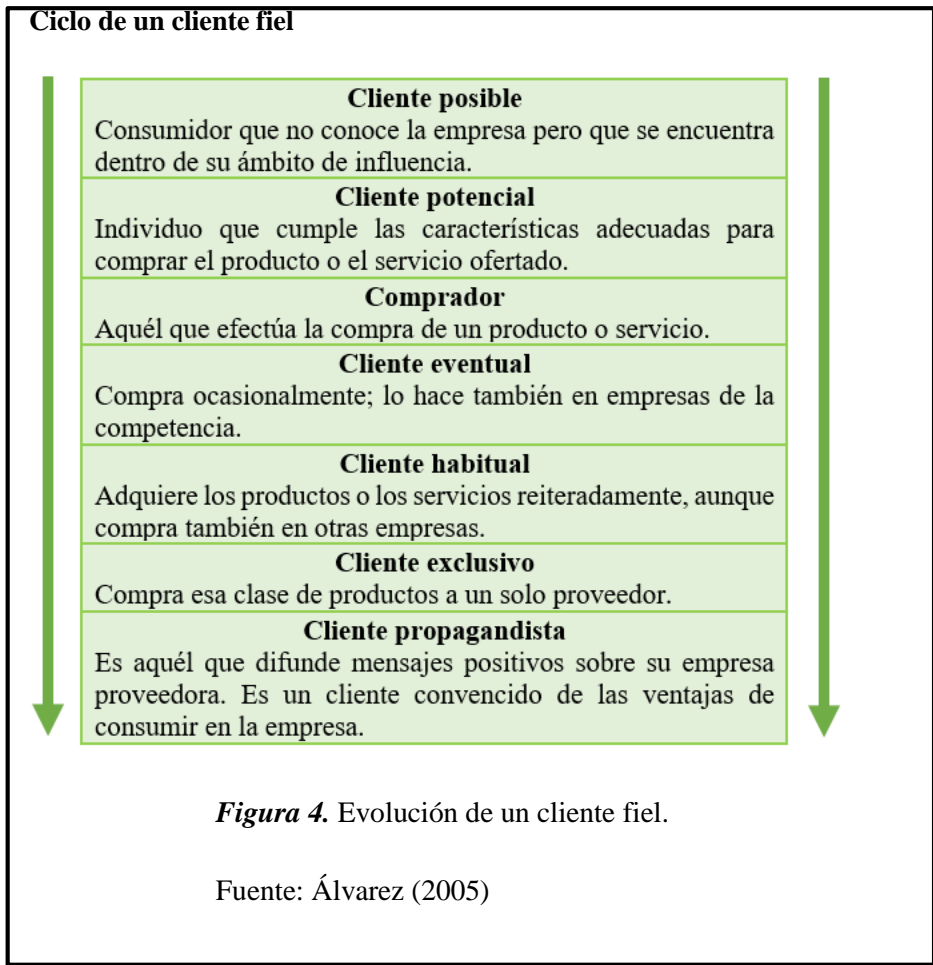 Ciclo de un cliente fiel
Cliente posible
Consumidor que no conoce la empresa pero que se encuentra
dentro de su ámbito de influencia.
Cliente potencial
Individuo que cumple las características adecuadas para
comprar el producto o el servicio ofertado.
Comprador
Aquél que efectúa la compra de un producto o servicio.
Cliente eventual
Compra ocasionalmente; lo hace también en empresas de la
competencia.
Cliente habitual
Adquiere los productos o los servicios reiteradamente, aunque
compra también en otras empresas.
Cliente exclusivo
Compra esa clase de productos a un solo proveedor.
Cliente propagandista
Es aquél que difunde mensajes positivos sobre su empresa
proveedora. Es un cliente convencido de las ventajas de
consumir en la empresa.
Figura 4. Evolución de un cliente fiel.
Fuente: Álvarez (2005)